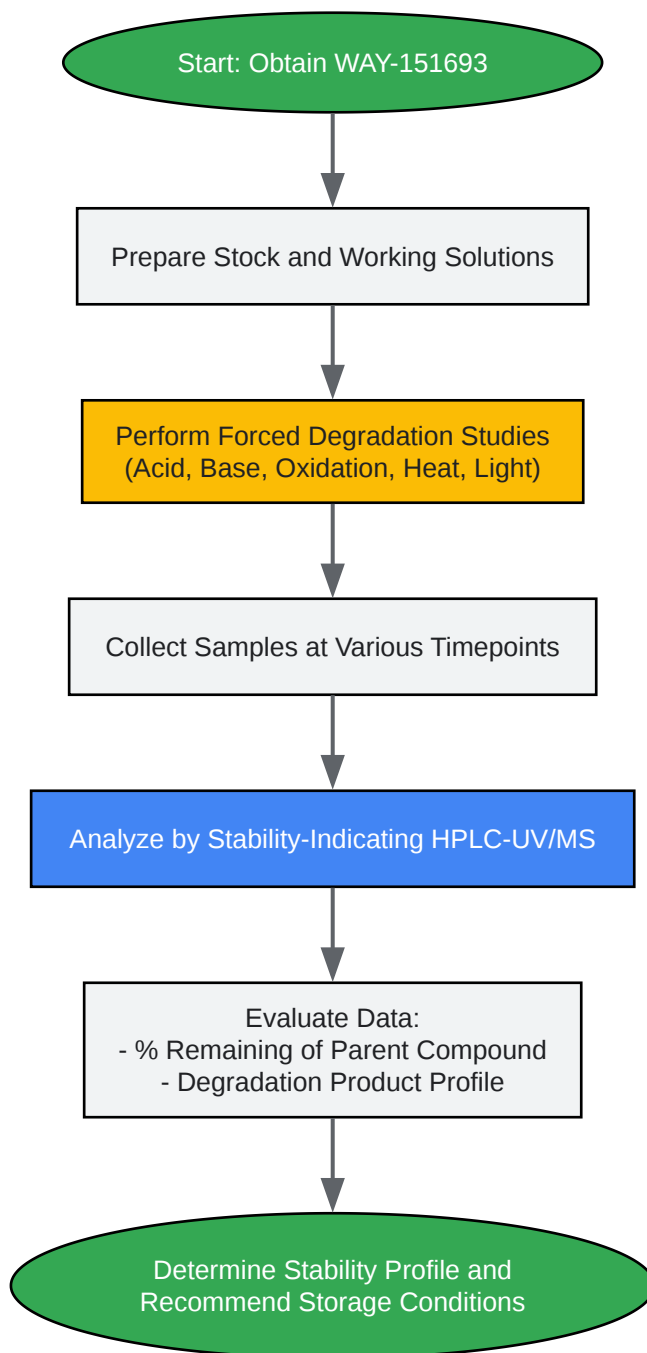 Start: Obtain WAY-151693
Prepare Stock and Working Solutions
Perform Forced Degradation Studies
(Acid, Base, Oxidation, Heat, Light)
Collect Samples at Various Timepoints
Analyze by Stability-Indicating HPLC-UV/MS
Evaluate Data:
- % Remaining of Parent Compound
- Degradation Product Profile
Determine Stability Profile and
Recommend Storage Conditions